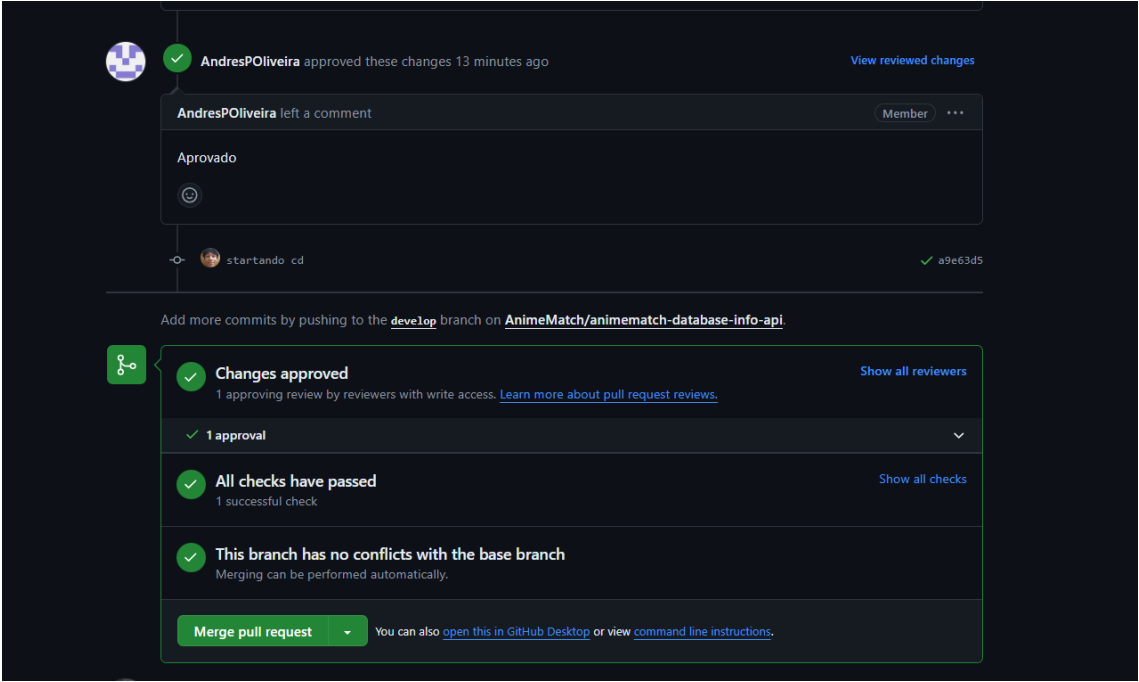 AndresPOliveira approved these changes 13 minutes ago View reviewed changes
AndresPOliveira left a comment Member
Aprovado
startando cd a9e63d5
Add more commits by pushing to the develop branch on AnimeMatch/animematch-database-info-api.
Changes approved Show all reviewers
1 approving review by reviewers with write access. Learn more about pull request reviews.
1 approval
All checks have passed Show all checks
1 successful check
This branch has no conflicts with the base branch
Merging can be performed automatically.
Merge pull request You can also open this in GitHub Desktop or view command line instructions.